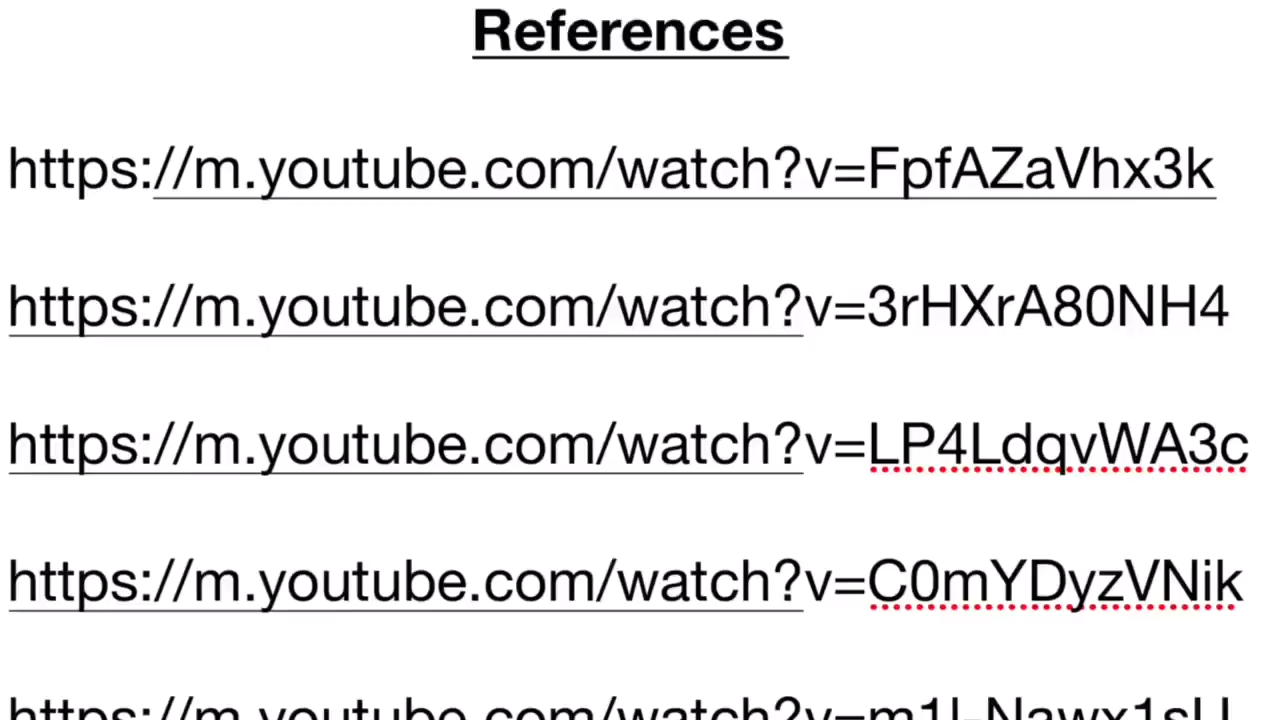 References
https://m.youtube.com/watch?v=FpfAZaVhx3k
https://m.youtube.com/watch?v=3rHXrA80NH4
https://m.youtube.com/watch?v=LP4LdqvWA3c
https://m.youtube.com/watch?v=C0mYDyzVNik